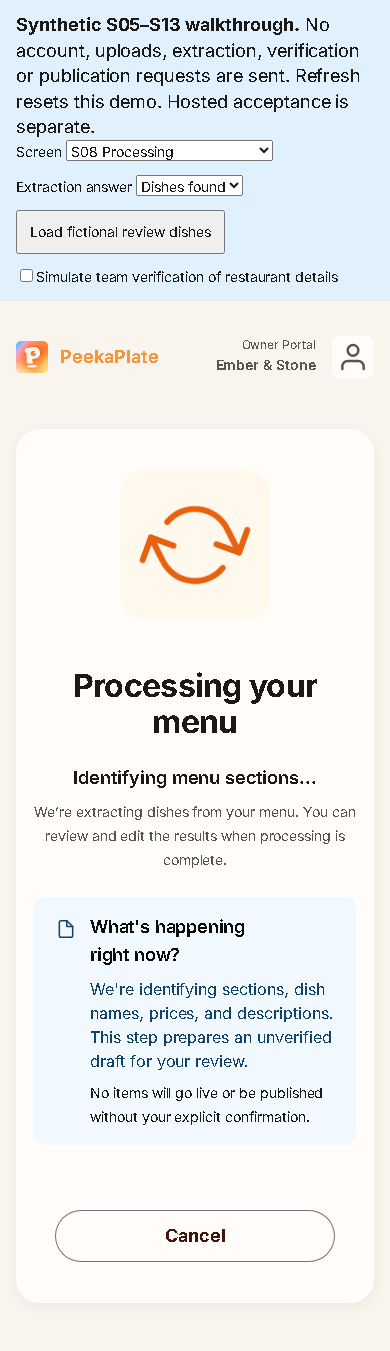 Synthetic S05–S13 walkthrough. No
account, uploads, extraction, verification
or publication requests are sent. Refresh
resets this demo. Hosted acceptance is
separate.
Screen S08 Processing
Extraction answer Dishes found
Load fictional review dishes
Simulate team verification of restaurant details
PeekaPlate
Owner Portal
Ember & Stone
Processing your
menu
Identifying menu sections...
We're extracting dishes from your menu. You can
review and edit the results when processing is
complete.
What's happening
right now?
We're identifying sections, dish
names, prices, and descriptions.
This step prepares an unverified
draft for your review.
No items will go live or be published
without your explicit confirmation.
Cancel